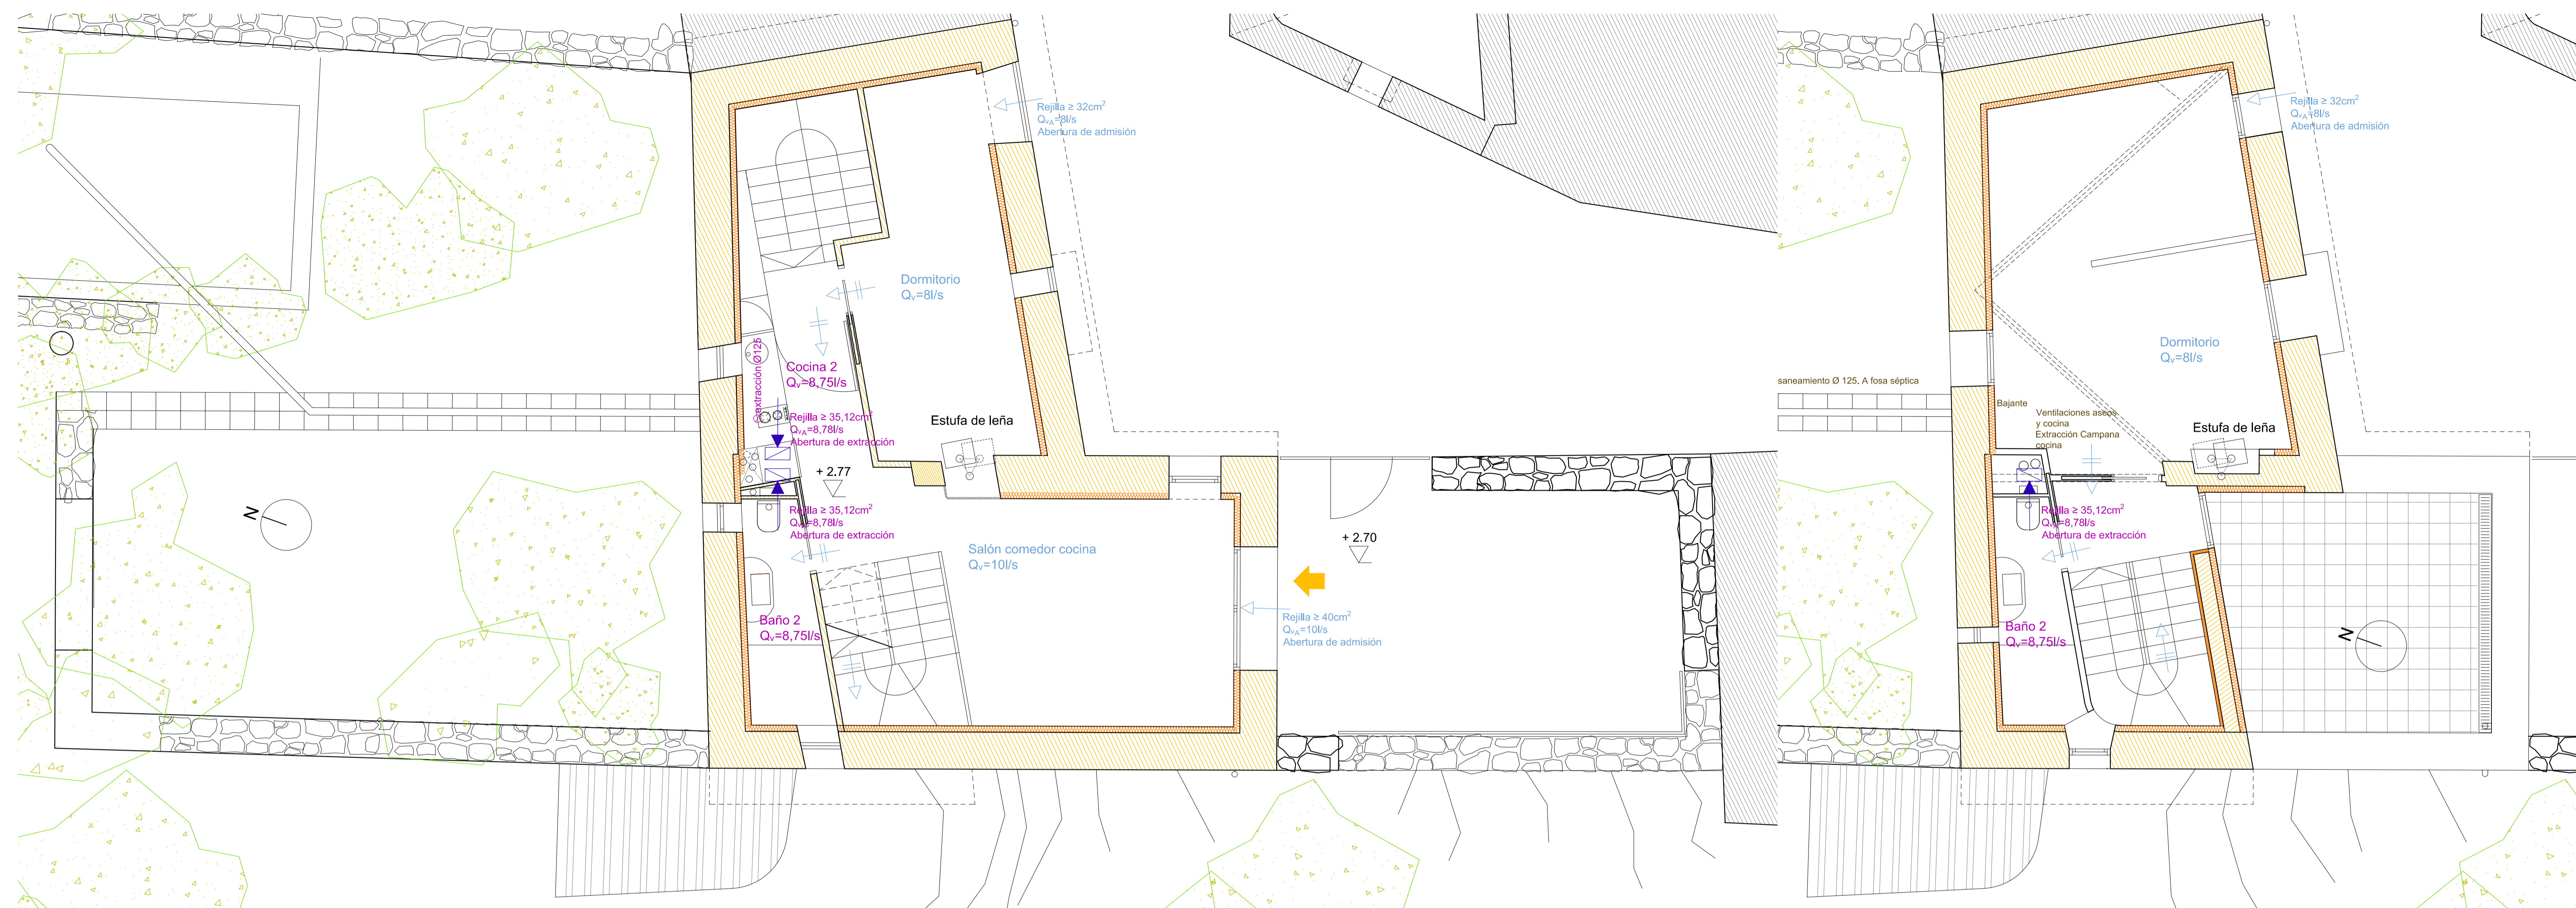 Rejilla ≥ 32cm²
QvA=8l/s
Abertura de admisión
Dormitorio
Qv=8l/s
extracción Ø125
Cocina 2
Qv=8,75l/s
Rejilla ≥ 35,12cm²
QvA=8,78l/s
Abertura de extracción
Estufa de leña
+ 2.77
Rejilla ≥ 35,12cm²
QvA=8,78l/s
Abertura de extracción
N
Salón comedor cocina
Qv=10l/s
+ 2.70
Baño 2
Qv=8,75l/s
Rejilla ≥ 40cm²
QvA=10l/s
Abertura de admisión
Rejilla ≥ 32cm²
QvA=8l/s
Abertura de admisión
Dormitorio
Qv=8l/s
saneamiento Ø 125. A fosa séptica
Bajante
Ventilaciones aseos
y cocina
Extracción Campana
cocina
Estufa de leña
Rejilla ≥ 35,12cm²
QvA=8,78l/s
Abertura de extracción
Baño 2
Qv=8,75l/s
N